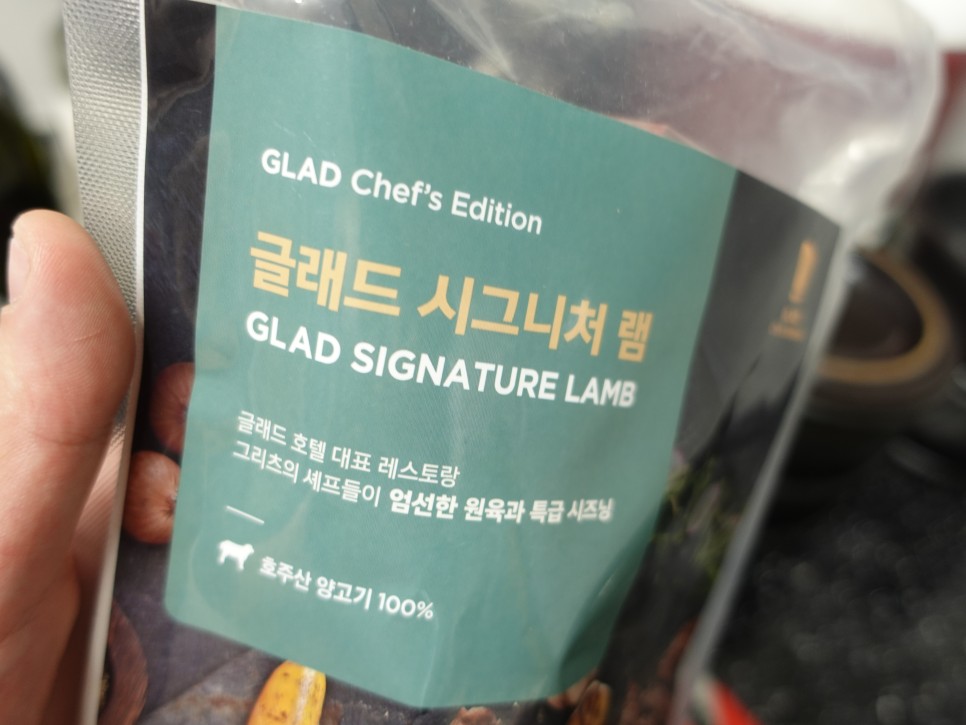 GLAD Chef's Edition
글래드 시그니처 램
GLAD SIGNATURE LAMB
글래드 호텔 대표 레스토랑
그리츠의 셰프들이 엄선한 원육과 특급 시즈닝
호주산 양고기 100%